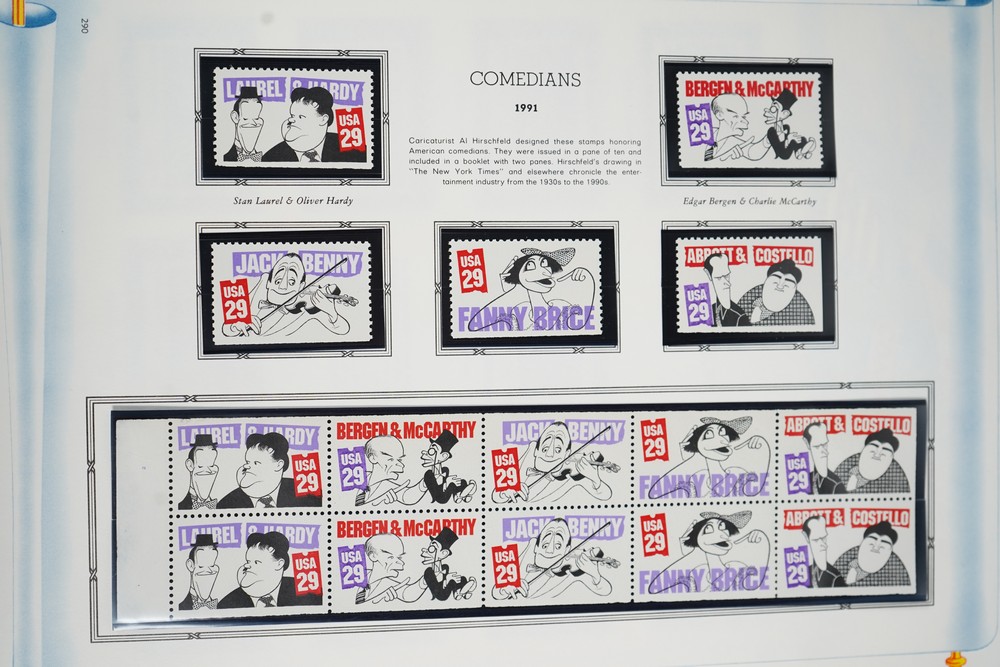 290
COMEDIANS
1991
Caricaturist Al Hirschfeld designed these stamps honoring
American comedians. They were issued in a pane of ten and
included in a booklet with two panes. Hirschfeld's drawing in
"The New York Times" and elsewhere chronicle the enter-
tainment industry from the 1930s to the 1990s.
LAUREL & HARDY
USA
29
Stan Laurel & Oliver Hardy
BERGEN & McCARTHY
USA
29
Edgar Bergen & Charlie McCarthy
JACK BENNY
USA
29
USA
29
FANNY BRICE
ABBOTT & COSTELLO
USA
29
LAUREL & HARDY
USA
29
BERGEN & McCARTHY
USA
29
JACK BENNY
USA
29
USA
29
FANNY BRICE
ABBOTT & COSTELLO
USA
29
LAUREL & HARDY
USA
29
BERGEN & McCARTHY
USA
29
JACK BENNY
USA
29
USA
29
FANNY BRICE
ABBOTT & COSTELLO
USA
29